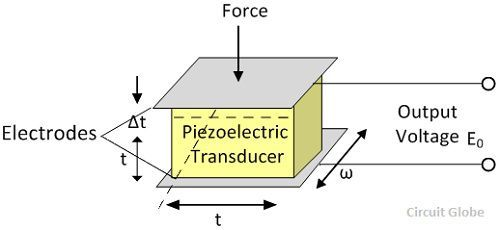 Force
Δt
Electrodes
t
Piezoelectric
Transducer
Output
Voltage E₀
ω
t
Circuit Globe